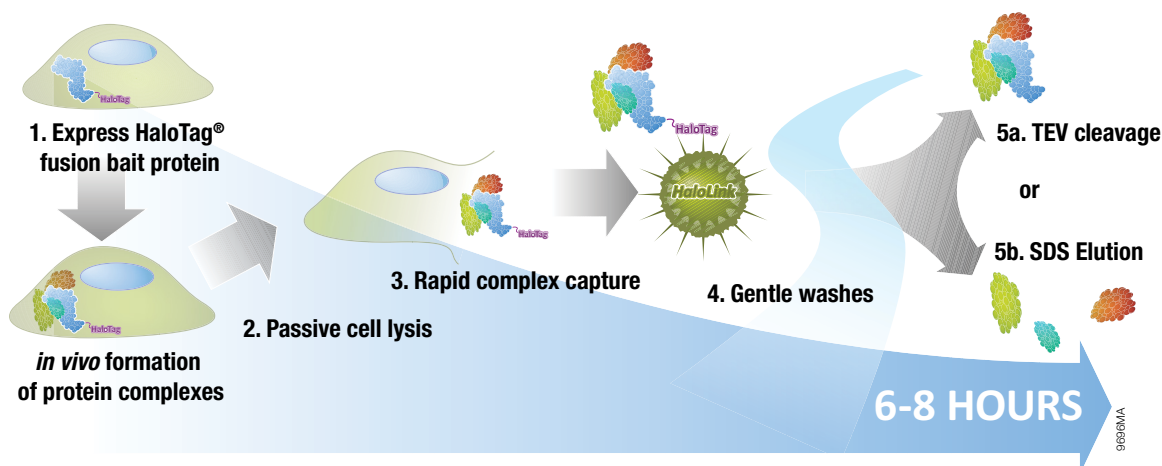 HaloTag
1. Express HaloTag®
fusion bait protein
HaloTag
in vivo formation
of protein complexes
2. Passive cell lysis
HaloTag
3. Rapid complex capture
HaloTag
HaloLink
4. Gentle washes
5a. TEV cleavage
or
5b. SDS Elution
6-8 HOURS
9696MA